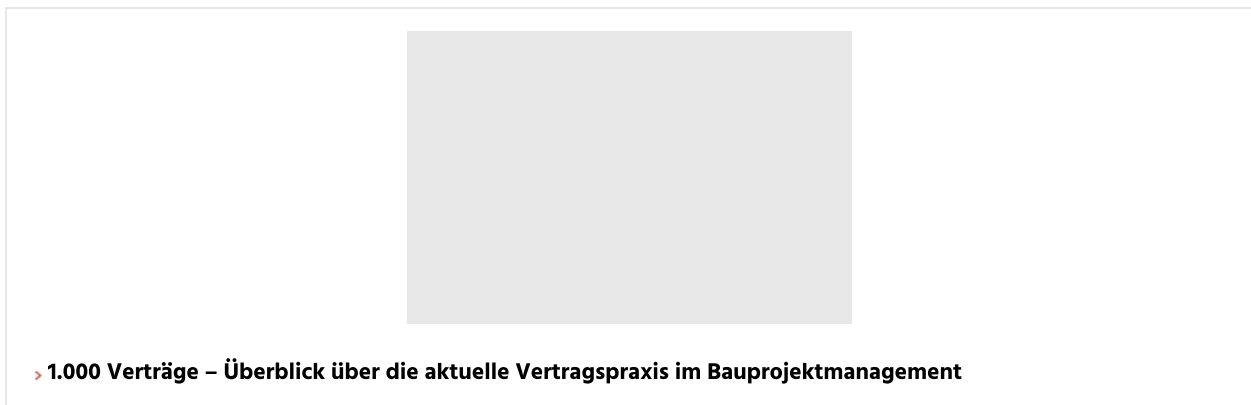 1.000 Verträge – Überblick über die aktuelle Vertragspraxis im Bauprojektmanagement